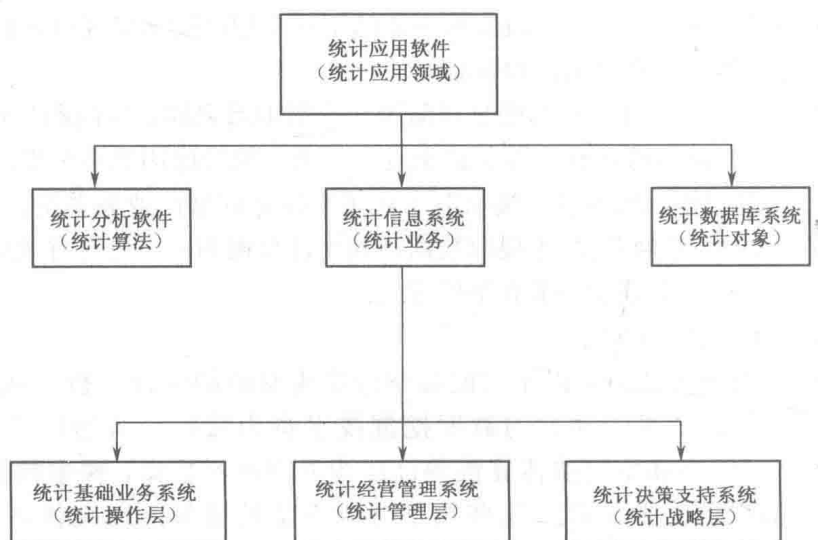 统计应用软件
（统计应用领域）
统计分析软件
（统计算法）
统计信息系统
（统计业务）
统计数据库系统
（统计对象）
统计基础业务系统
（统计操作层）
统计经营管理系统
（统计管理层）
统计决策支持系统
（统计战略层）